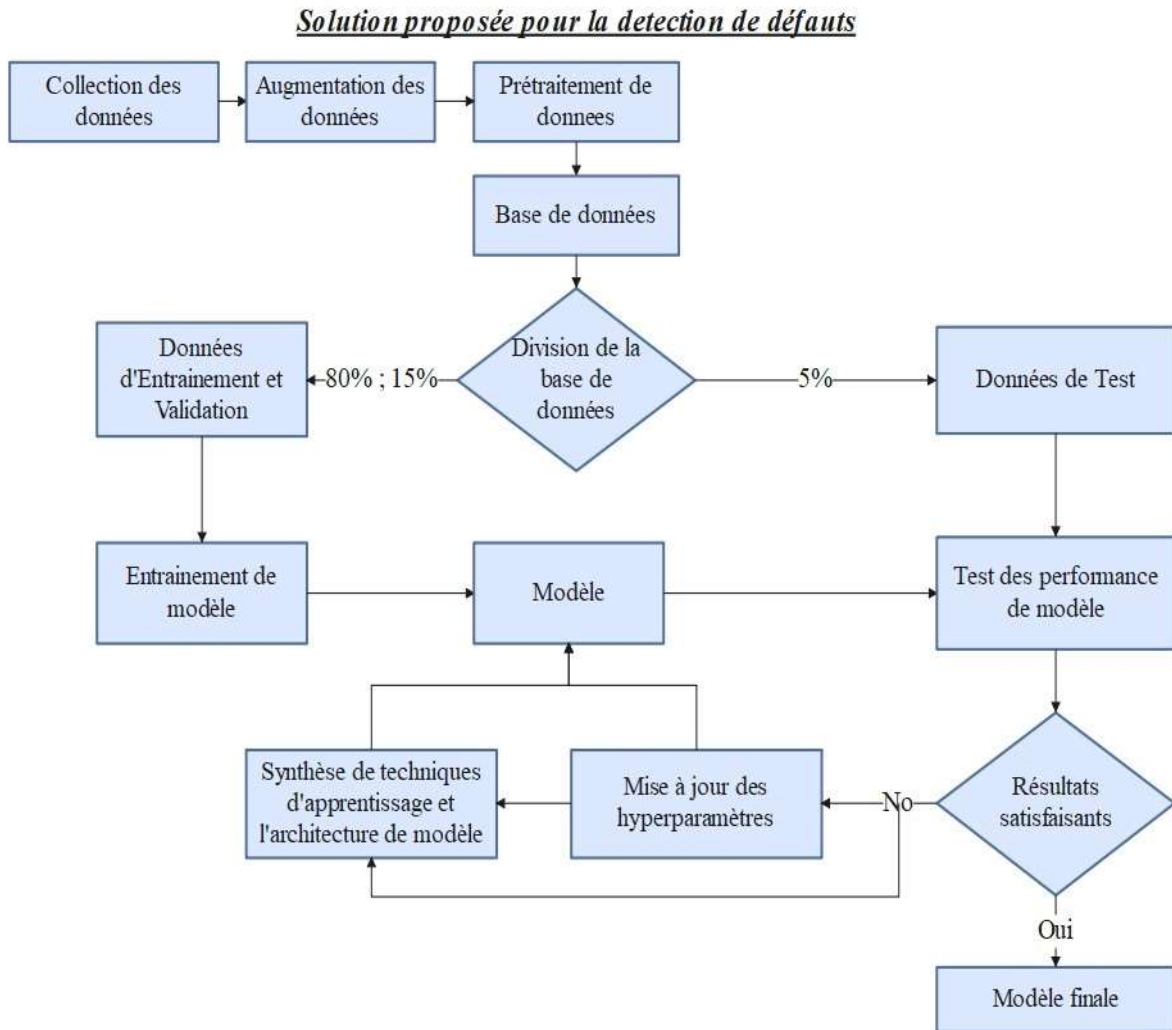 Solution proposée pour la detection de défauts
Collection des
données
Augmentation des
données
Prétraitement de
donnees
Base de données
Division de la
base de
données
80% ; 15%
5%
Données
d'Entrainement et
Validation
Données de Test
Entrainement de
modèle
Modèle
Test des performance
de modèle
Synthèse de techniques
d'apprentissage et
l'architecture de modèle
Mise à jour des
hyperparamètres
No
Résultats
satisfaisants
Oui
Modèle finale